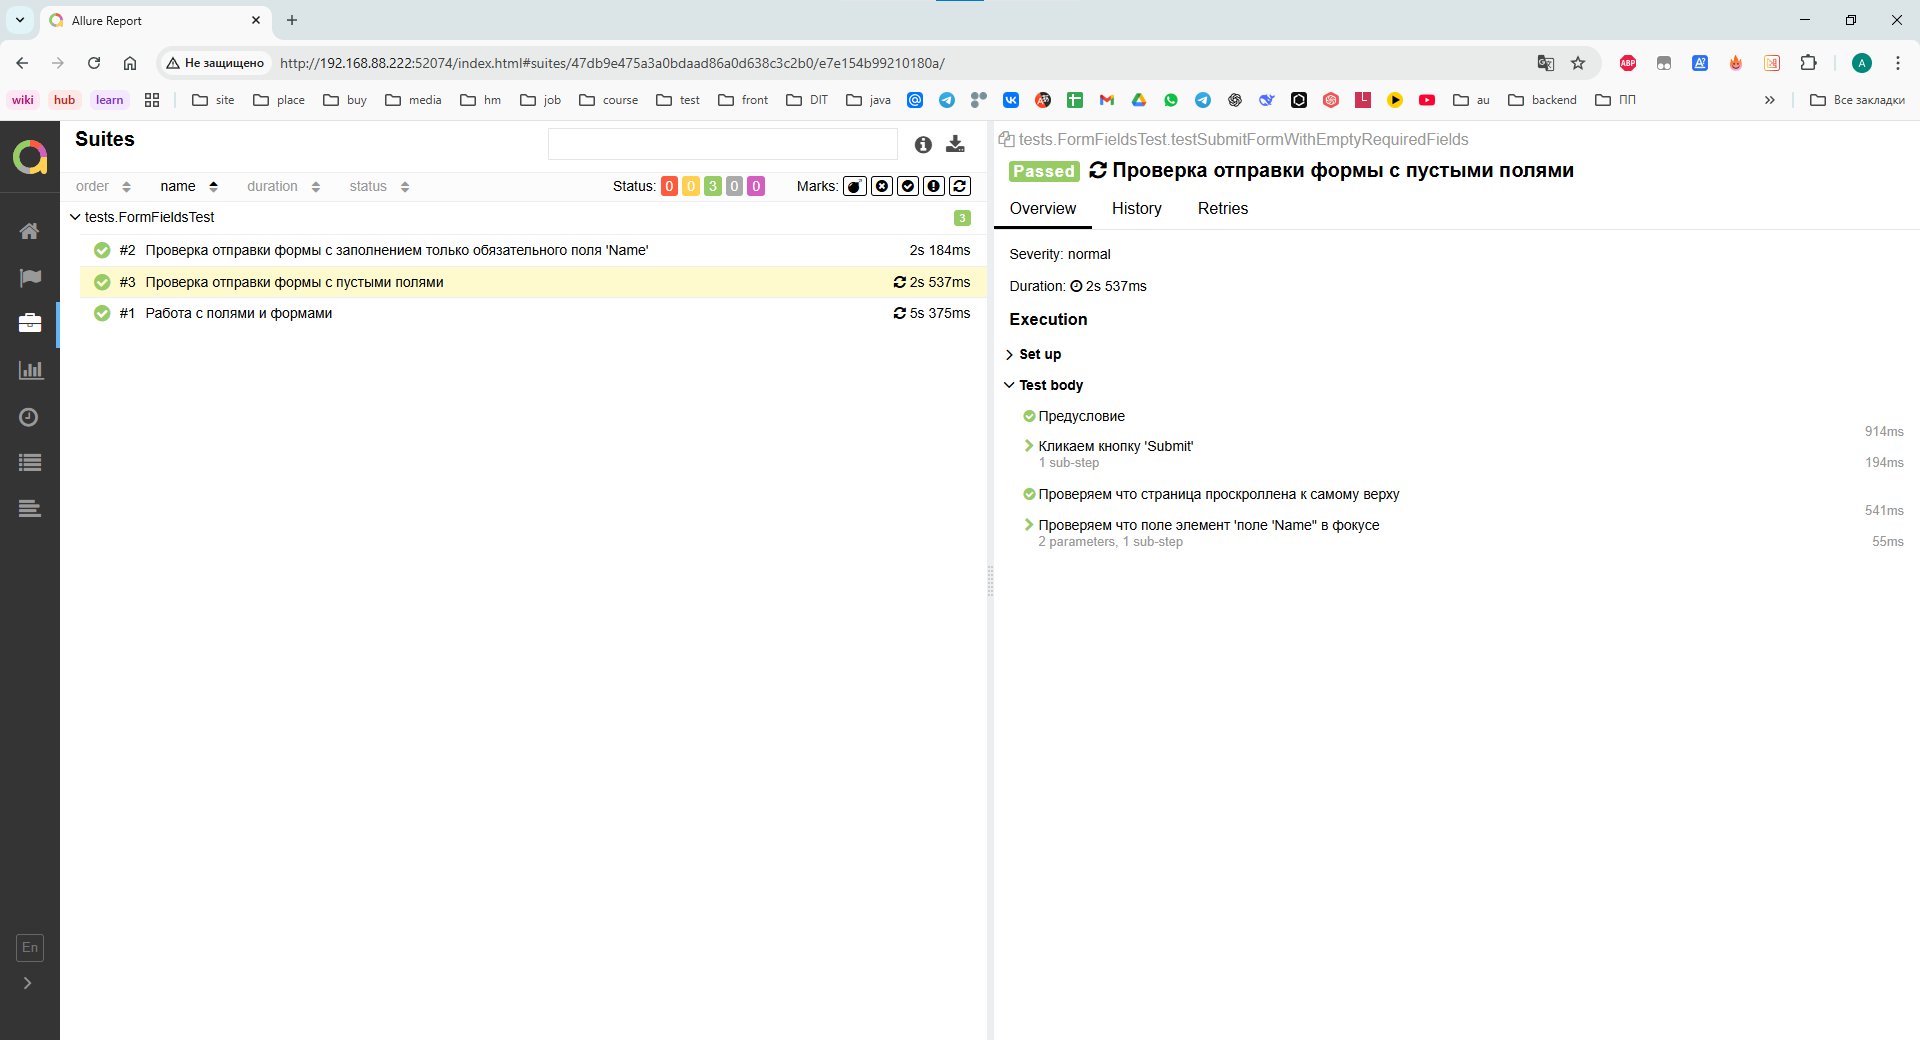 Allure Report
Не защищено
http://192.168.88.222:52074/index.html#suites/47db9e475a3a0bdaad86a0d638c3c2b0/e7e154b99210180a/
wiki hub learn site place buy media hm job course test front DIT java au backend ПП Все закладки
Suites
order name duration status Status: 0 0 3 0 0 Marks:
tests.FormFieldsTest 3
#2 Проверка отправки формы с заполнением только обязательного поля 'Name' 2s 184ms
#3 Проверка отправки формы с пустыми полями 2s 537ms
#1 Работа с полями и формами 5s 375ms
En
tests.FormFieldsTest.testSubmitFormWithEmptyRequiredFields
Passed Проверка отправки формы с пустыми полями
Overview History Retries
Severity: normal
Duration: 2s 537ms
Execution
Set up
Test body
Предусловие
914ms
Кликаем кнопку 'Submit'
1 sub-step 194ms
Проверяем что страница проскроллена к самому верху
541ms
Проверяем что поле элемент 'поле 'Name'' в фокусе
2 parameters, 1 sub-step 55ms